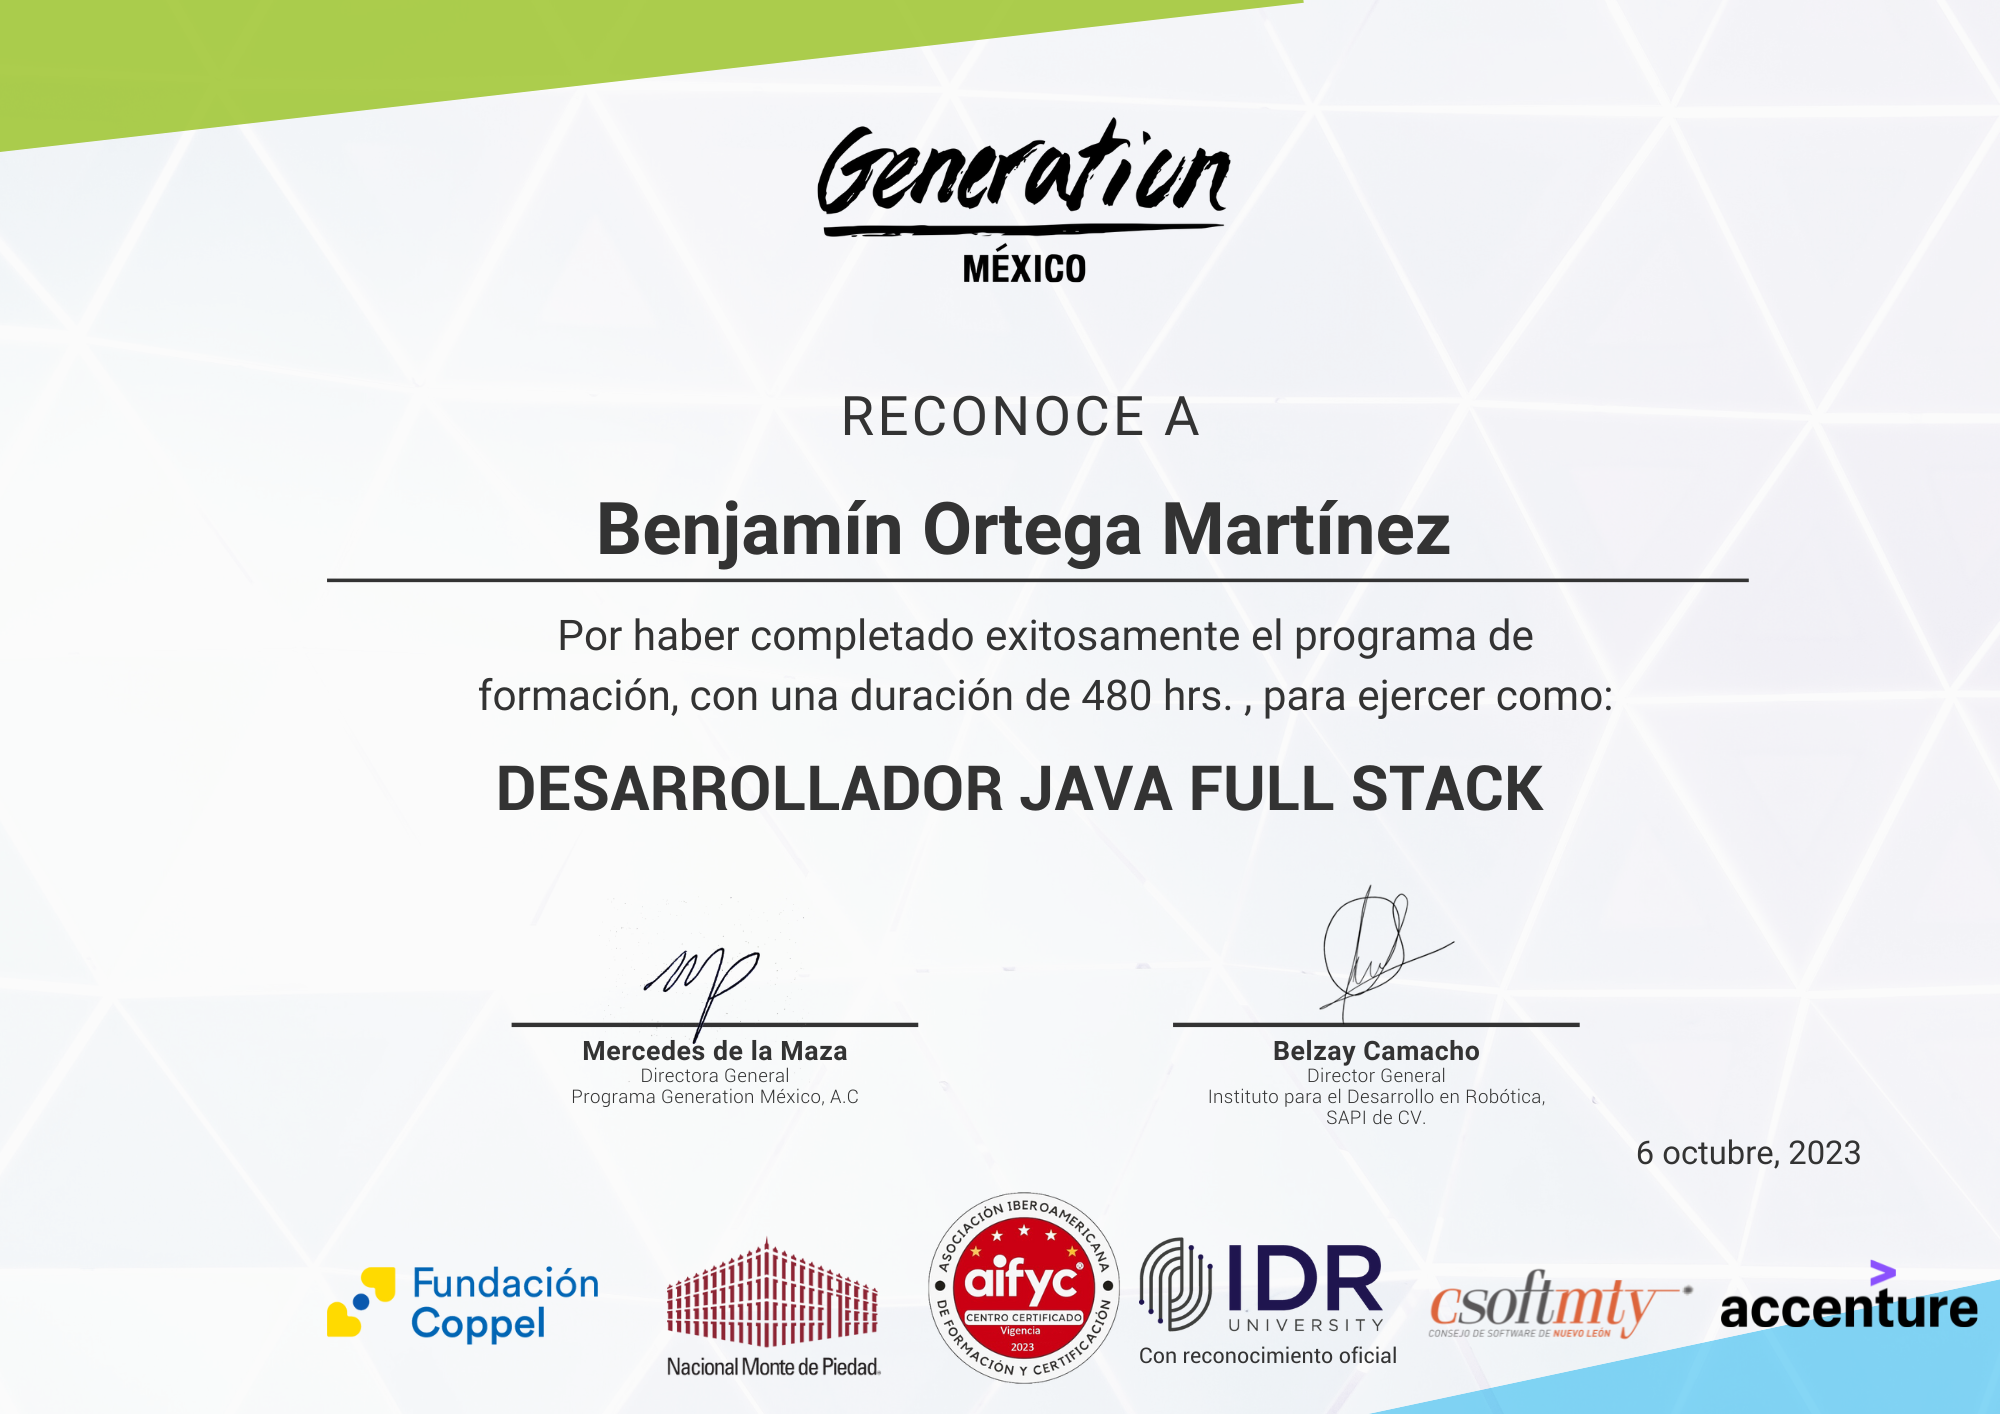 Generation
MÉXICO
RECONOCE A
Benjamín Ortega Martínez
Por haber completado exitosamente el programa de
formación, con una duración de 480 hrs. , para ejercer como:
DESARROLLADOR JAVA FULL STACK
Mercedes de la Maza
Directora General
Programa Generation México, A.C
Belzay Camacho
Director General
Instituto para el Desarrollo en Robótica,
SAPI de CV.
6 octubre, 2023
Fundación
Coppel
Nacional Monte de Piedad®
ASOCIACIÓN IBEROAMERICANA
aifyc®
CENTRO CERTIFICADO
Vigencia
2023
DE FORMACIÓN Y CERTIFICACIÓN
IDR
UNIVERSITY
Con reconocimiento oficial
csoftmty
CONSEJO DE SOFTWARE DE NUEVO LEÓN
>
accenture